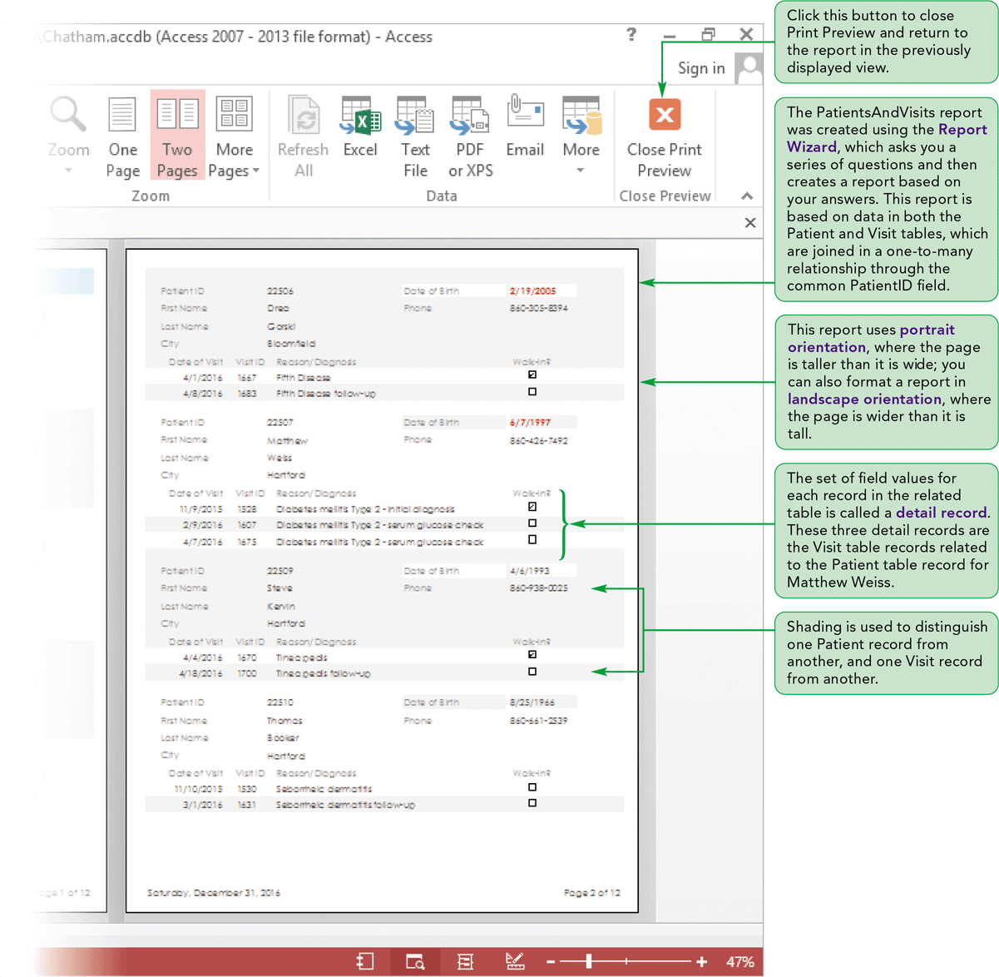 \Chatham.accdb (Access 2007 - 2013 file format) - Access
?
Sign in
Zoom
One Page
Two Pages
More Pages
Zoom
Refresh All
Excel
Text File
PDF or XPS
Email
More
Data
Close Print Preview
Close Preview
Patient ID 22506 Date of Birth 2/19/2005
First Name Drea Phone 860-305-8394
Last Name Gorski
City Bloomfield
Date of Visit Visit ID Reason/Diagnosis Walk-in?
4/1/2016 1667 Fifth Disease
4/8/2016 1683 Fifth Disease follow-up
Patient ID 22507 Date of Birth 6/7/1997
First Name Matthew Phone 860-426-7492
Last Name Weiss
City Hartford
Date of Visit Visit ID Reason/Diagnosis Walk-in?
11/9/2015 1528 Diabetes mellitis Type 2 - initial diagnosis
2/9/2016 1607 Diabetes mellitis Type 2 - serum glucose check
4/7/2016 1675 Diabetes mellitis Type 2 - serum glucose check
Patient ID 22509 Date of Birth 4/6/1993
First Name Steve Phone 860-938-0025
Last Name Kervin
City Hartford
Date of Visit Visit ID Reason/Diagnosis Walk-in?
4/4/2016 1670 Tinea pedis
4/18/2016 1700 Tinea pedis follow-up
Patient ID 22510 Date of Birth 8/25/1966
First Name Thomas Phone 860-661-2539
Last Name Booker
City Hartford
Date of Visit Visit ID Reason/Diagnosis Walk-in?
11/10/2015 1530 Seborrheic dermatitis
3/1/2016 1631 Seborrheic dermatitis follow-up
age 1 of 12
Saturday, December 31, 2016 Page 2 of 12
47%
Click this button to close
Print Preview and return to
the report in the previously
displayed view.
The PatientsAndVisits report
was created using the Report
Wizard, which asks you a
series of questions and then
creates a report based on
your answers. This report is
based on data in both the
Patient and Visit tables, which
are joined in a one-to-many
relationship through the
common PatientID field.
This report uses portrait
orientation, where the page
is taller than it is wide; you
can also format a report in
landscape orientation, where
the page is wider than it is
tall.
The set of field values for
each record in the related
table is called a detail record.
These three detail records are
the Visit table records related
to the Patient table record for
Matthew Weiss.
Shading is used to distinguish
one Patient record from
another, and one Visit record
from another.